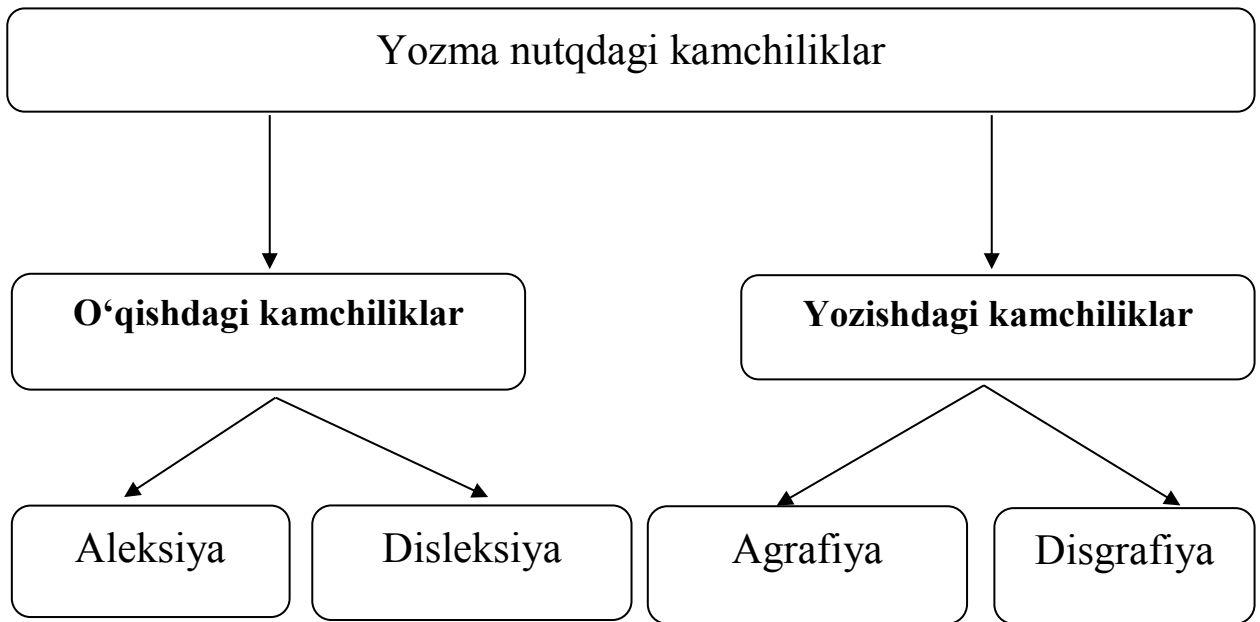 Yozma nutqdagi kamchiliklar
O‘qishdagi kamchiliklar
Yozishdagi kamchiliklar
Aleksiya
Disleksiya
Agrafiya
Disgrafiya